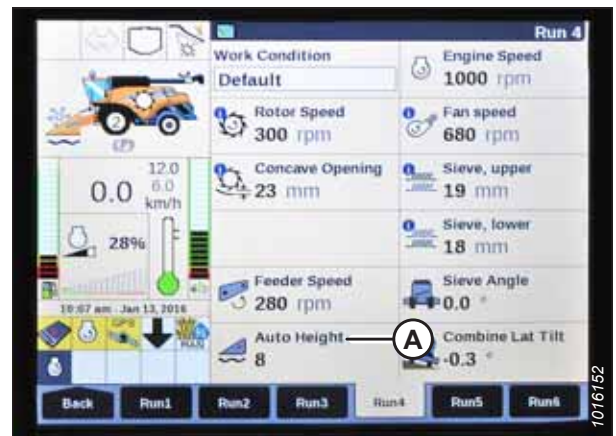 Run 4
Work Condition
Default
Engine Speed
1000 rpm
Rotor Speed
300 rpm
Fan speed
680 rpm
12.0
6.0
0.0 km/h
Concave Opening
23 mm
Sieve, upper
19 mm
28%
Sieve, lower
18 mm
Feeder Speed
280 rpm
Sieve Angle
0.0 °
10:07 am Jan 13, 2016
GPS
MAN
Auto Height
8
A
Combine Lat Tilt
-0.3 °
2
(P)
Back
Run1
Run2
Run3
Run4
Run5
Run6
1016152